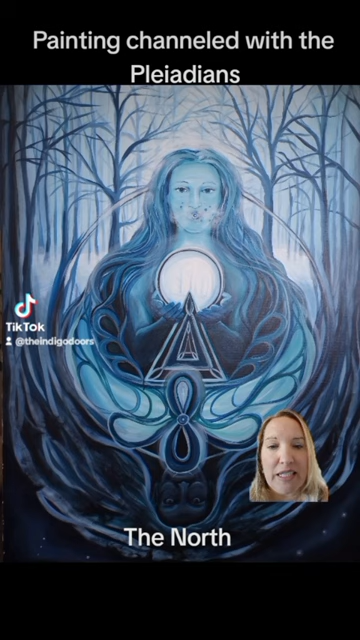 Painting channeled with the
Pleiadians
TikTok
@theindigodoors
The North